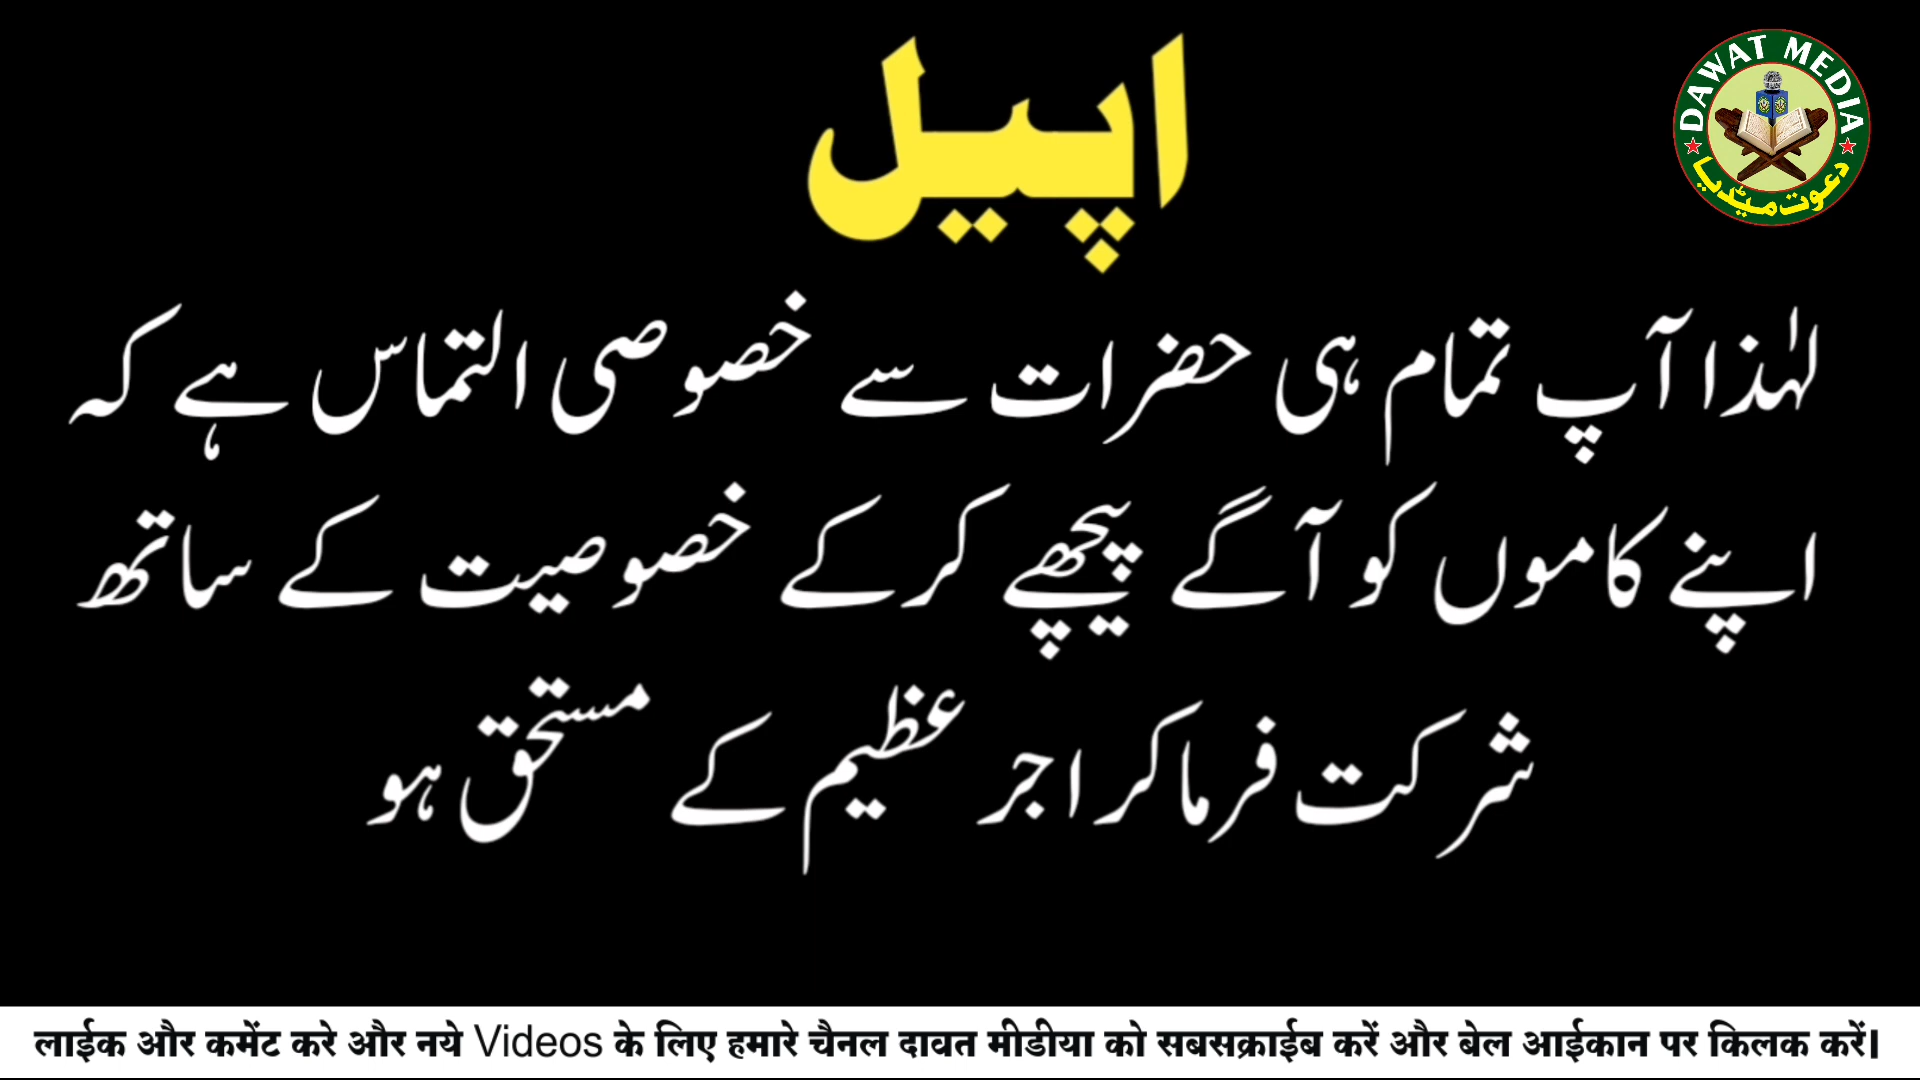 اپیل
DAWAT MEDIA
دعوت میڈیا
لہٰذا آپ تمام ہی حضرات سے خصوصی التماس ہے کہ
اپنے کاموں کو آگے پیچھے کرکے خصوصیت کے ساتھ
شرکت فرماکر اجر عظیم کے مستحق ہو
लाईक और कमेंट करे और नये Videos के लिए हमारे चैनल दावत मीडीया को सबसक्राईब करें और बेल आईकान पर किलक करें।